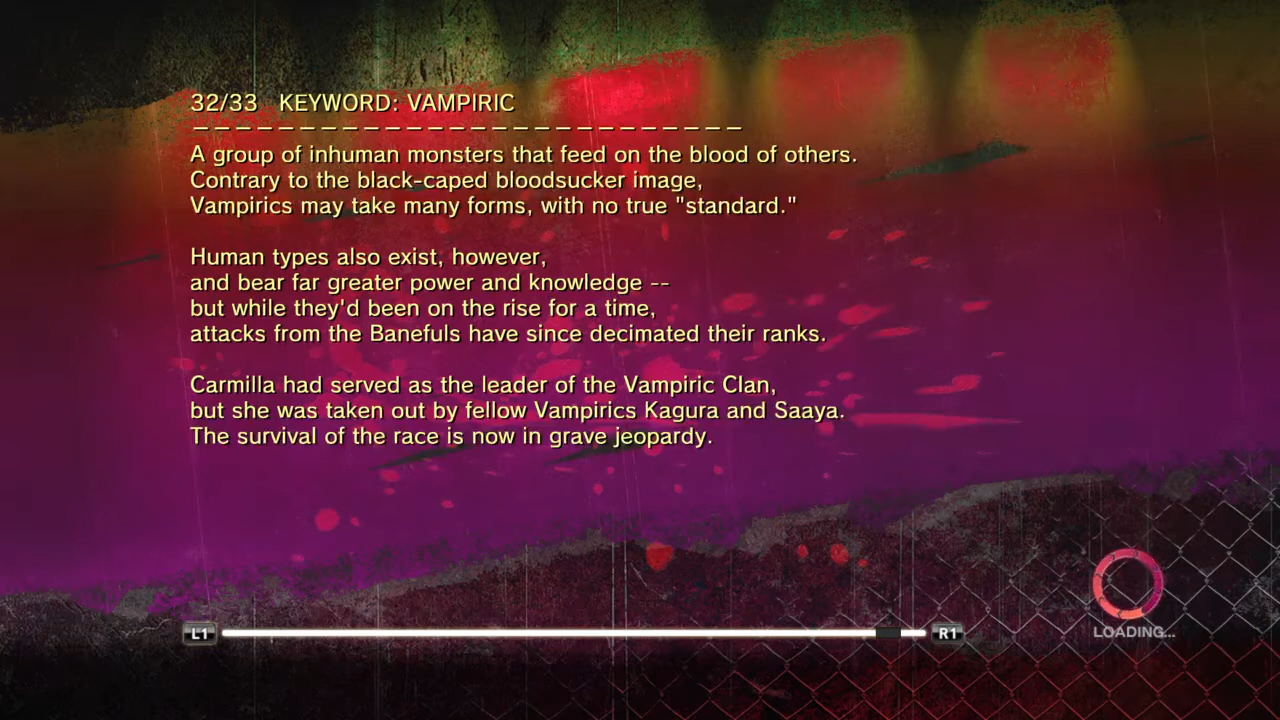 32/33 KEYWORD: VAMPIRIC
--------------------------
A group of inhuman monsters that feed on the blood of others.
Contrary to the black-caped bloodsucker image,
Vampirics may take many forms, with no true "standard."
Human types also exist, however,
and bear far greater power and knowledge --
but while they'd been on the rise for a time,
attacks from the Banefuls have since decimated their ranks.
Carmilla had served as the leader of the Vampiric Clan,
but she was taken out by fellow Vampirics Kagura and Saaya.
The survival of the race is now in grave jeopardy.
L1 R1
LOADING...